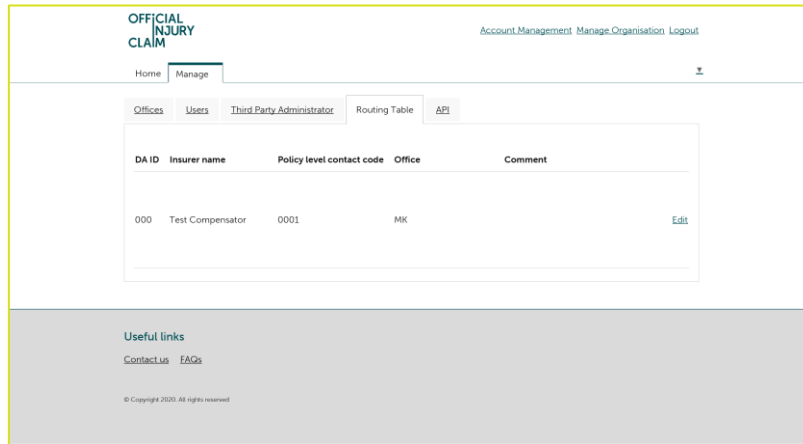 OFFICIAL
INJURY
CLAIM
Account Management Manage Organisation Logout
Home Manage
Offices Users Third Party Administrator Routing Table API
DA ID Insurer name Policy level contact code Office Comment
000 Test Compensator 0001 MK Edit
Useful links
Contact us FAQs
© Copyright 2020. All rights reserved